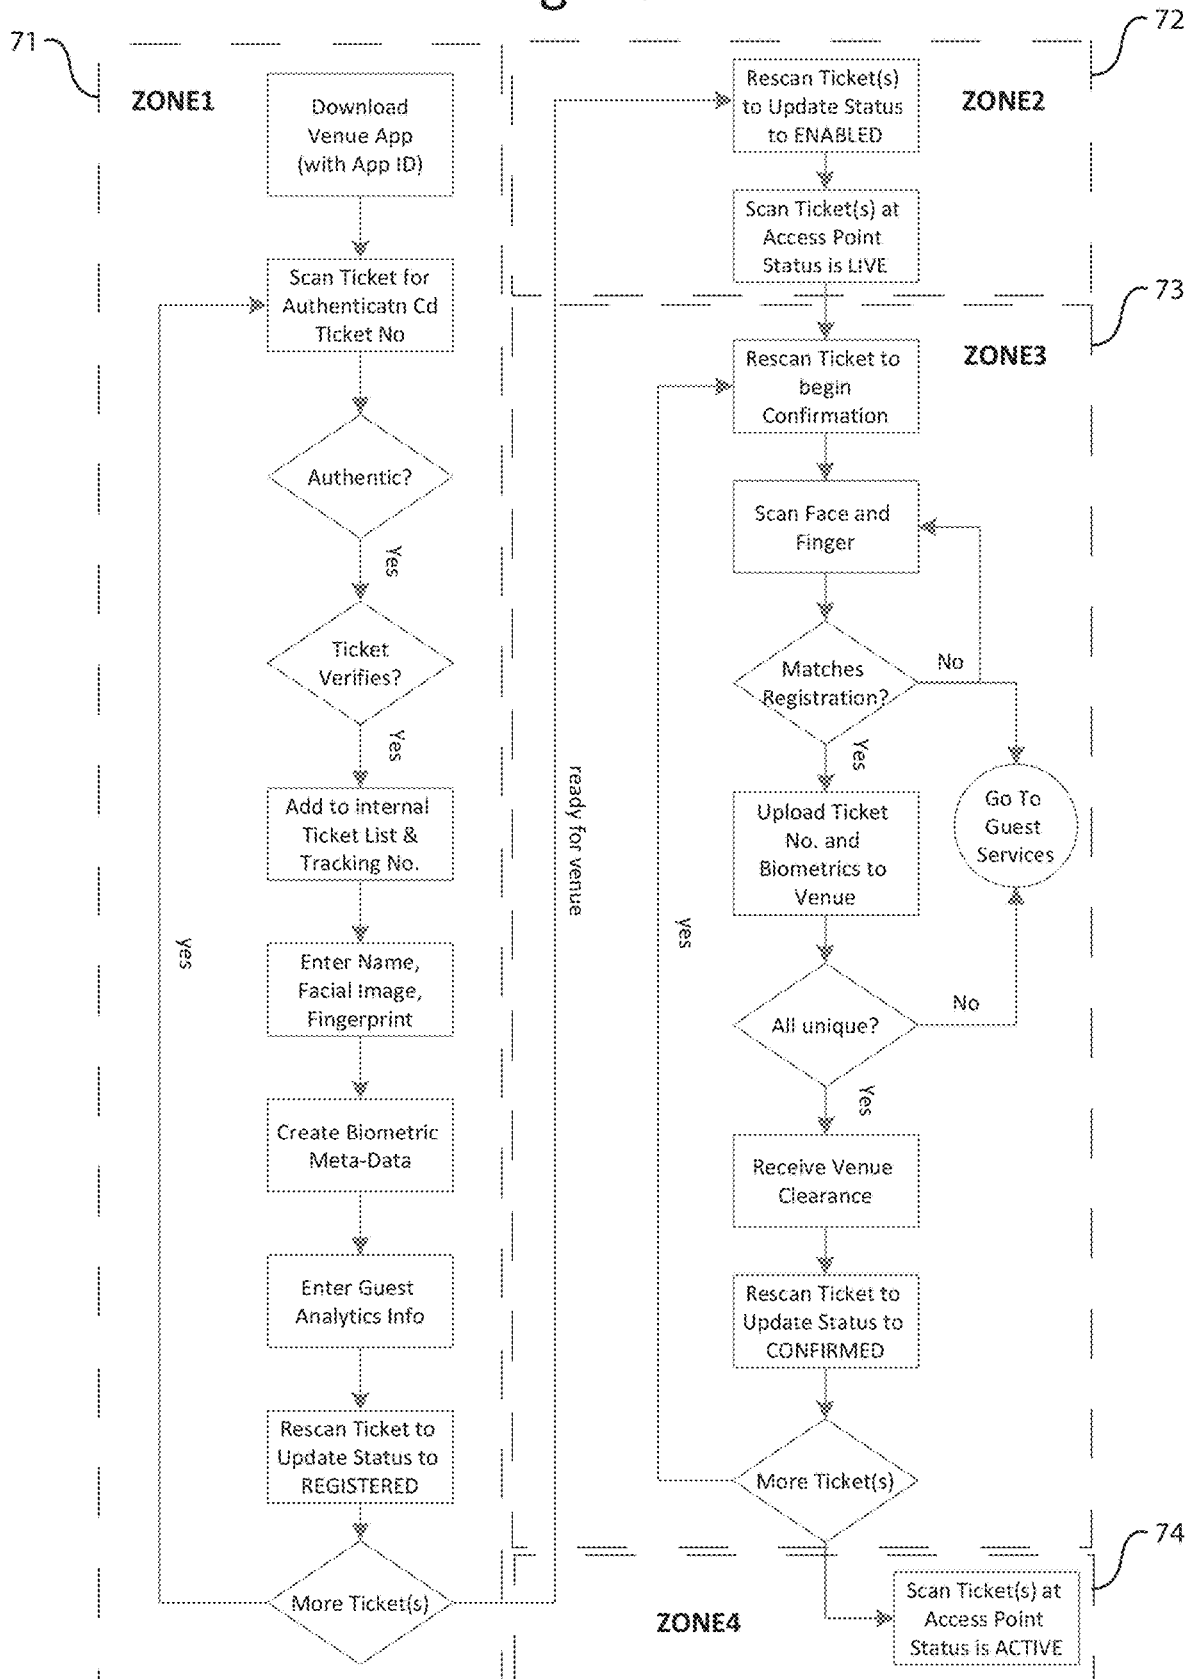 71
ZONE1
Download
Venue App
(with App ID)
Scan Ticket for
Authenticatn Cd
Ticket No
Authentic?
Yes
Ticket
Verifies?
Yes
Add to internal
Ticket List &
Tracking No.
Enter Name,
Facial Image,
Fingerprint
Create Biometric
Meta-Data
Enter Guest
Analytics Info
Rescan Ticket to
Update Status to
REGISTERED
More Ticket(s)
yes
ready for venue
72
ZONE2
Rescan Ticket(s)
to Update Status
to ENABLED
Scan Ticket(s) at
Access Point
Status is LIVE
73
ZONE3
Rescan Ticket to
begin
Confirmation
Scan Face and
Finger
Matches
Registration?
No
Yes
Go To
Guest
Services
Upload Ticket
No. and
Biometrics to
Venue
All unique?
No
Yes
Receive Venue
Clearance
Rescan Ticket to
Update Status to
CONFIRMED
More Ticket(s)
yes
74
ZONE4
Scan Ticket(s) at
Access Point
Status is ACTIVE